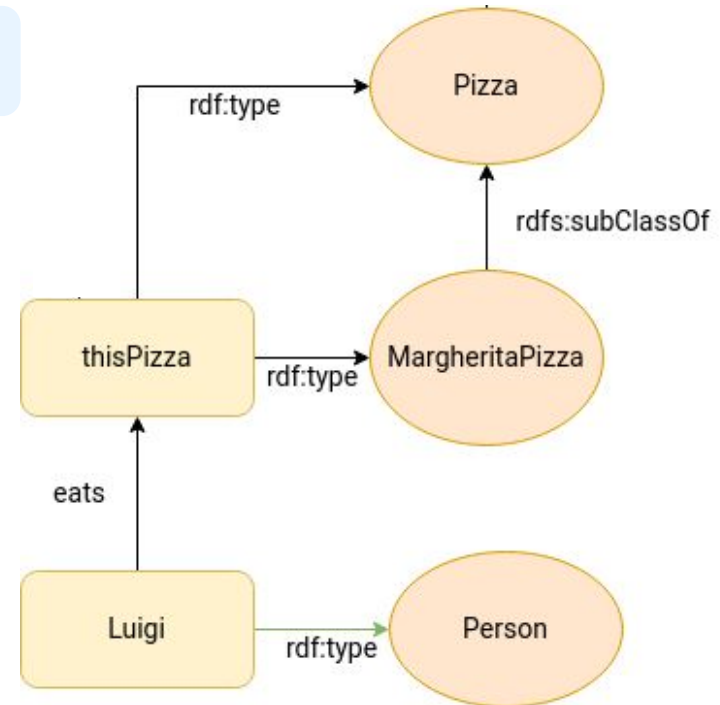 Pizza
rdf:type
rdfs:subClassOf
thisPizza
MargheritaPizza
rdf:type
eats
Luigi
Person
rdf:type